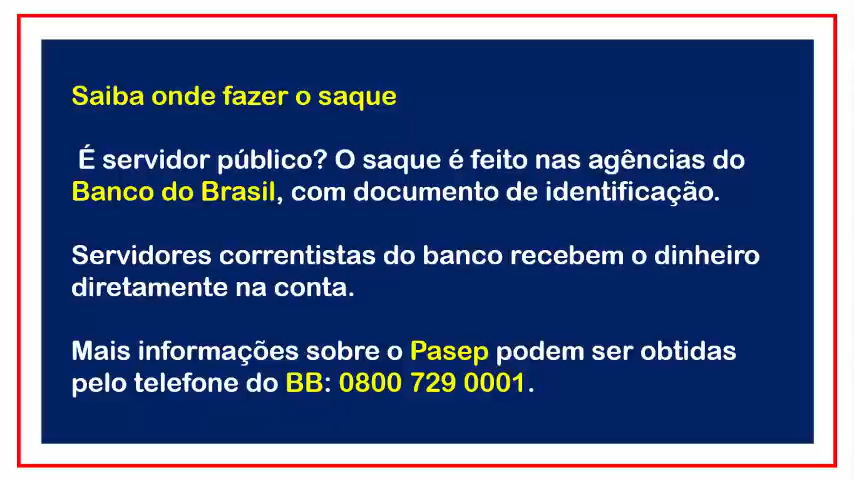 Saiba onde fazer o saque
É servidor público? O saque é feito nas agências do
Banco do Brasil, com documento de identificação.
Servidores correntistas do banco recebem o dinheiro
diretamente na conta.
Mais informações sobre o Pasep podem ser obtidas
pelo telefone do BB: 0800 729 0001.